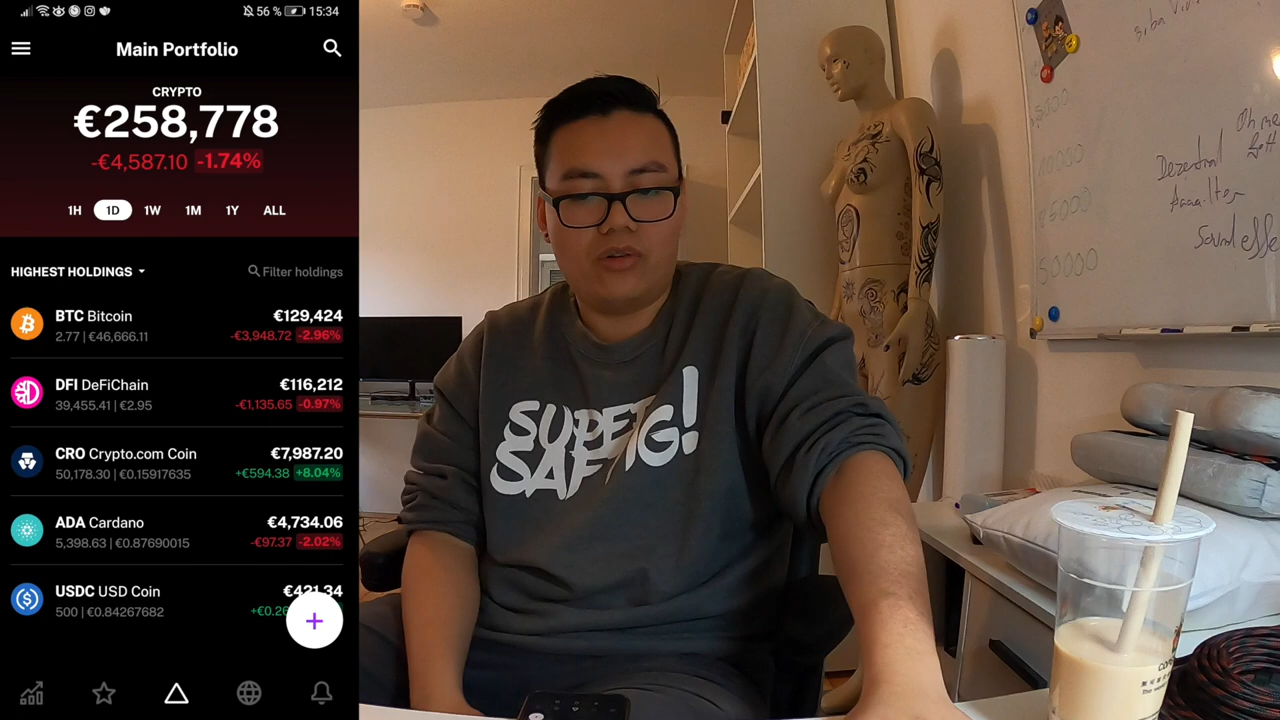 56 % 15:34
Main Portfolio
CRYPTO
€258,778
-€4,587.10 -1.74%
1H 1D 1W 1M 1Y ALL
HIGHEST HOLDINGS Filter holdings
BTC Bitcoin €129,424
2.77 | €46,666.11 -€3,948.72 -2.96%
DFI DeFiChain €116,212
39,455.41 | €2.95 -€1,135.65 -0.97%
CRO Crypto.com Coin €7,987.20
50,178.30 | €0.15917635 +€594.38 +8.04%
ADA Cardano €4,734.06
5,398.63 | €0.87690015 -€97.37 -2.02%
USDC USD Coin €421.34
500 | €0.84267682
SUPER
SAFTIG!
10000
50000